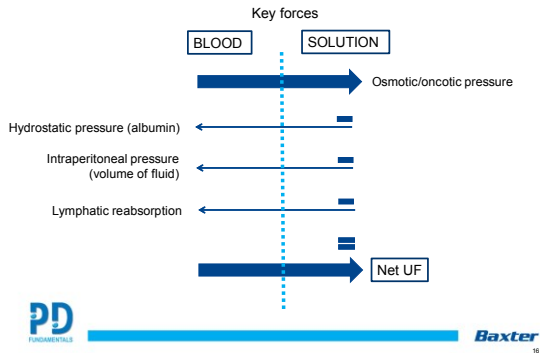 Key forces
BLOOD
SOLUTION
Osmotic/oncotic pressure
Hydrostatic pressure (albumin)
Intraperitoneal pressure
(volume of fluid)
Lymphatic reabsorption
Net UF
PD
FUNDAMENTALS
Baxter
16